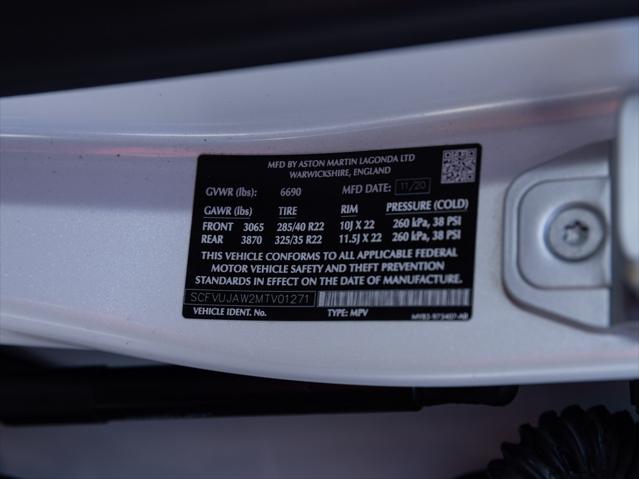 MFD BY ASTON MARTIN LAGONDA LTD
WARWICKSHIRE, ENGLAND
GVWR (lbs): 6690 MFD DATE: 11/20
GAWR (lbs) TIRE RIM PRESSURE (COLD)
FRONT 3065 285/40 R22 10J X 22 260 kPa, 38 PSI
REAR 3870 325/35 R22 11.5J X 22 260 kPa, 38 PSI
THIS VEHICLE CONFORMS TO ALL APPLICABLE FEDERAL
MOTOR VEHICLE SAFETY AND THEFT PREVENTION
STANDARDS IN EFFECT ON THE DATE OF MANUFACTURE
SCFVUJAW2MTV01271
VEHICLE IDENT. No. TYPE: MPV MY83-973407-AB